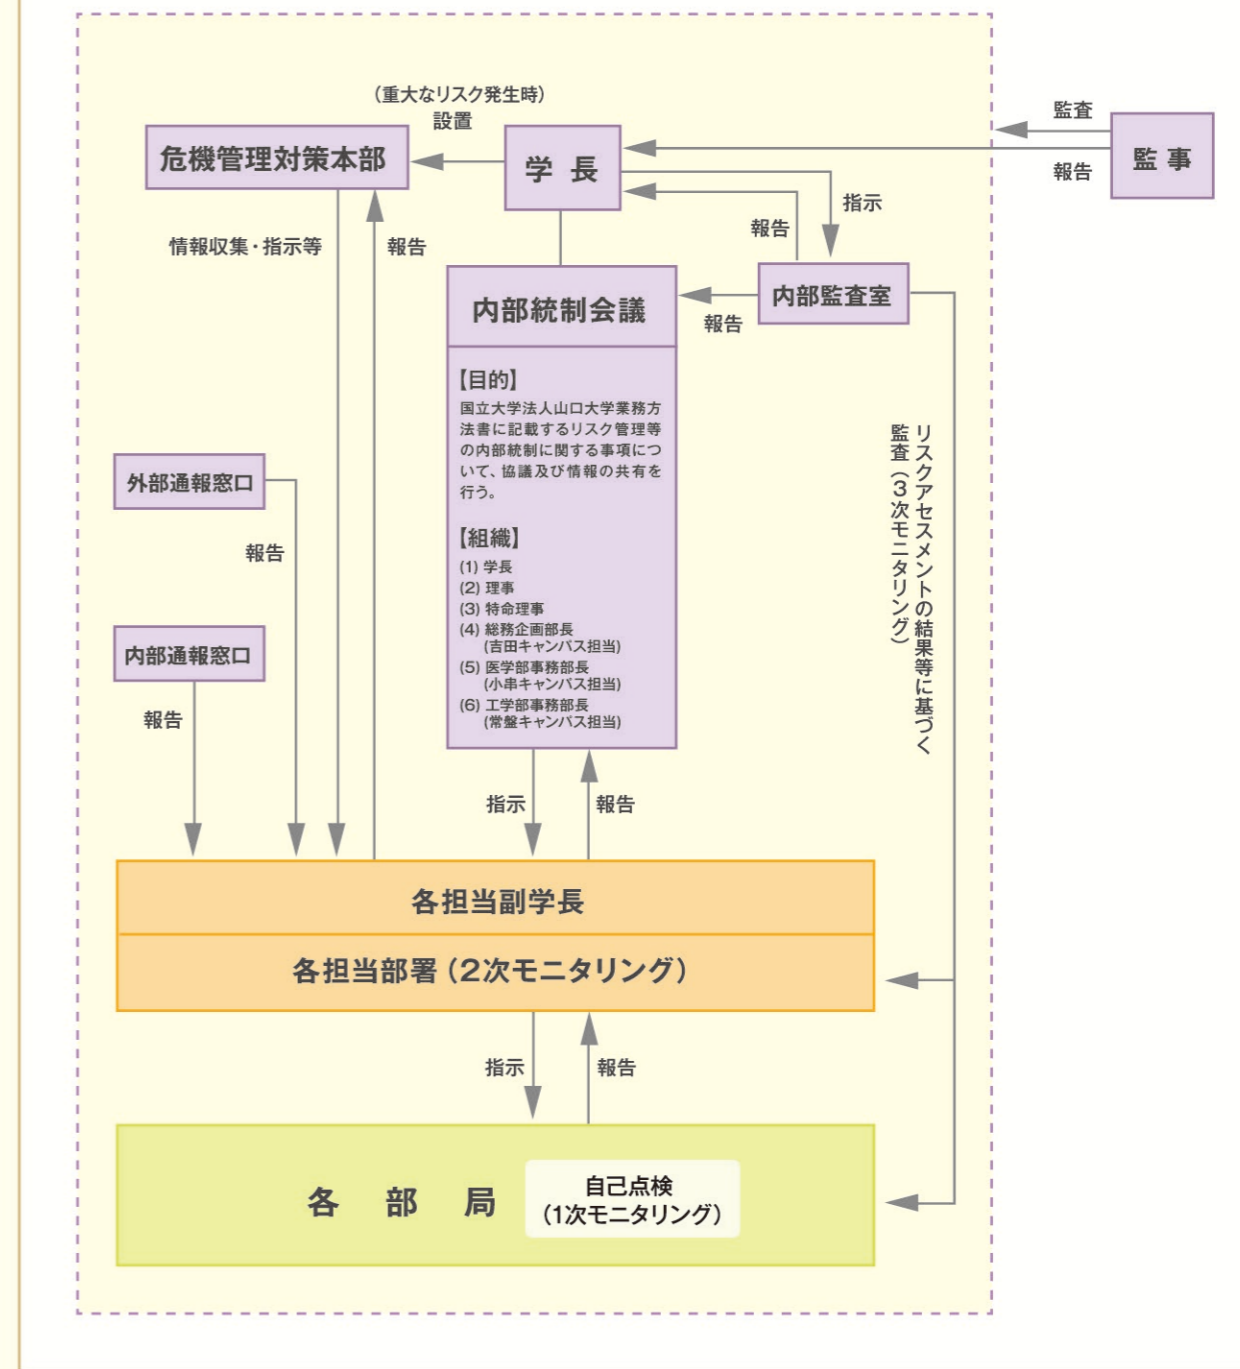 (重大なリスク発生時)
設置
監査
危機管理対策本部
学 長
監 事
報告
指示
情報収集・指示等
報告
報告
内部統制会議
内部監査室
報告
【目的】
国立大学法人山口大学業務方
法書に記載するリスク管理等
の内部統制に関する事項につ
いて、協議及び情報の共有を
行う。
リスクアセスメントの結果等に基づく
監査(3次モニタリング)
外部通報窓口
報告
【組織】
(1) 学長
(2) 理事
(3) 特命理事
(4) 総務企画部長
(吉田キャンパス担当)
(5) 医学部事務部長
(小串キャンパス担当)
(6) 工学部事務部長
(常盤キャンパス担当)
内部通報窓口
報告
指示
報告
各担当副学長
各担当部署(2次モニタリング)
指示
報告
各 部 局
自己点検
(1次モニタリング)